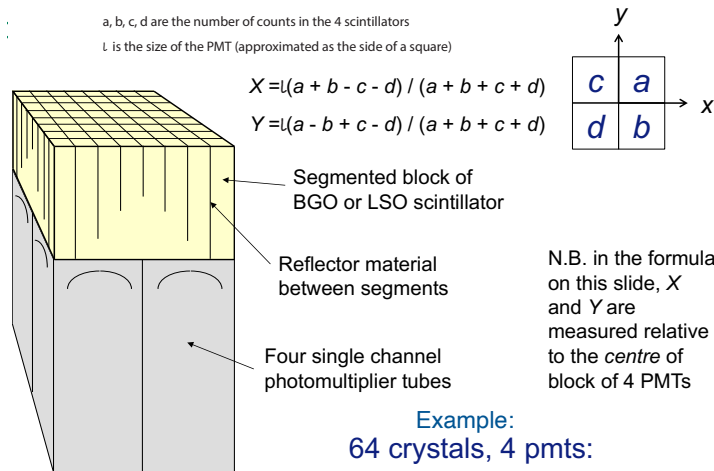 a, b, c, d are the number of counts in the 4 scintillators
l is the size of the PMT (approximated as the side of a square)
X =l(a + b - c - d) / (a + b + c + d)
Y =l(a - b + c - d) / (a + b + c + d)
y
c a
x
d b
Segmented block of
BGO or LSO scintillator
Reflector material
between segments
Four single channel
photomultiplier tubes
N.B. in the formula
on this slide, X
and Y are
measured relative
to the centre of
block of 4 PMTs
Example:
64 crystals, 4 pmts: